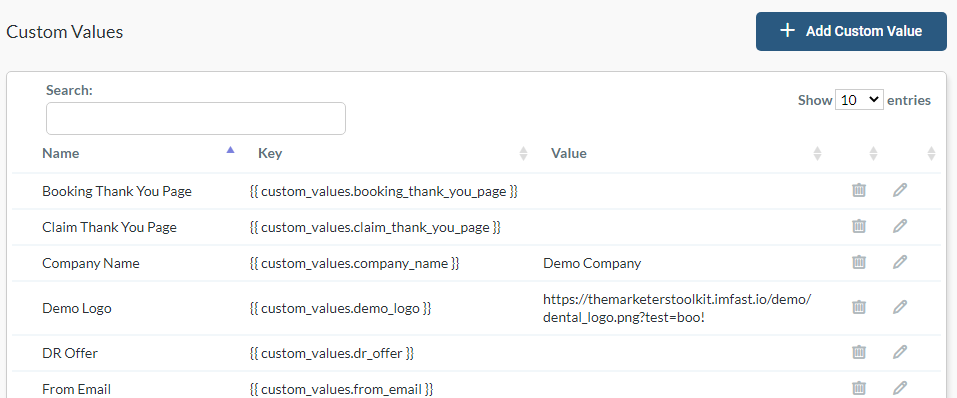 Custom Values
+ Add Custom Value
Search:
Show 10 entries
Name Key Value
Booking Thank You Page {{ custom_values.booking_thank_you_page }}
Claim Thank You Page {{ custom_values.claim_thank_you_page }}
Company Name {{ custom_values.company_name }} Demo Company
Demo Logo {{ custom_values.demo_logo }} https://themarketerstoolkit.imfast.io/demo/
dental_logo.png?test=boo!
DR Offer {{ custom_values.dr_offer }}
From Email {{ custom_values.from_email }}